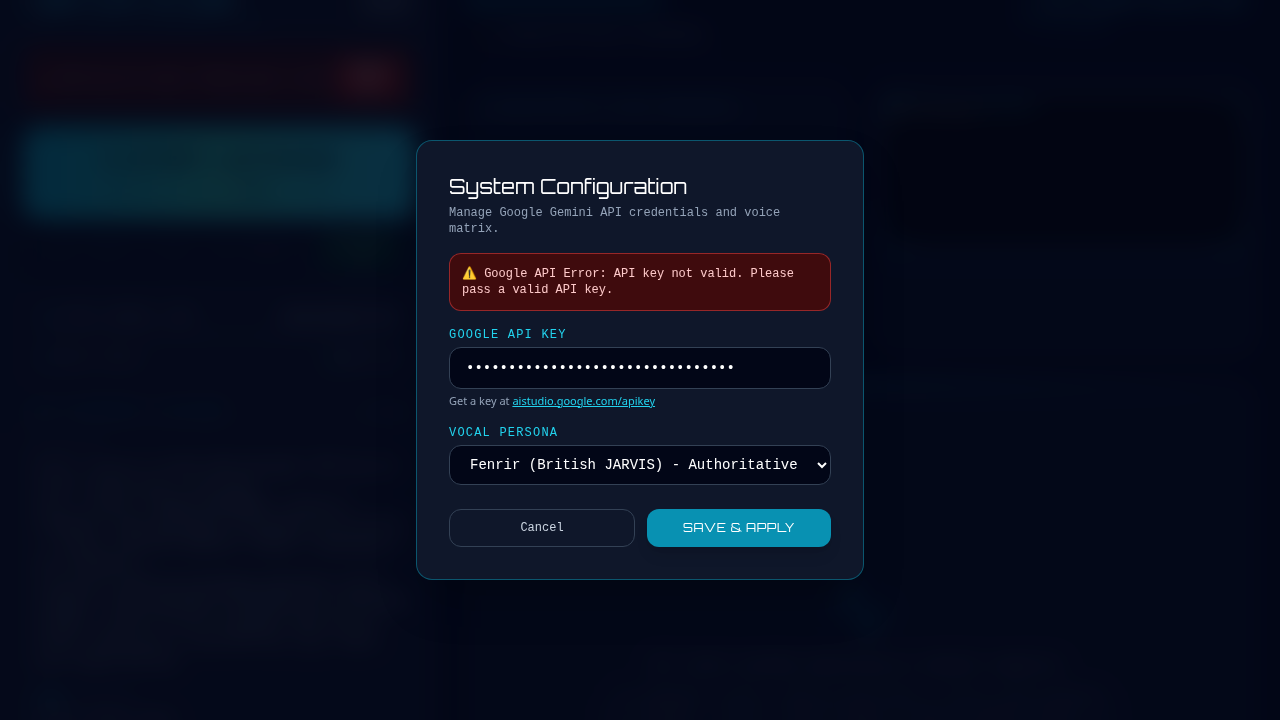 System Configuration
Manage Google Gemini API credentials and voice
matrix.
⚠️ Google API Error: API key not valid. Please
pass a valid API key.
GOOGLE API KEY
••••••••••••••••••••••••••••••••
Get a key at aistudio.google.com/apikey
VOCAL PERSONA
Fenrir (British JARVIS) - Authoritative
Cancel
SAVE & APPLY